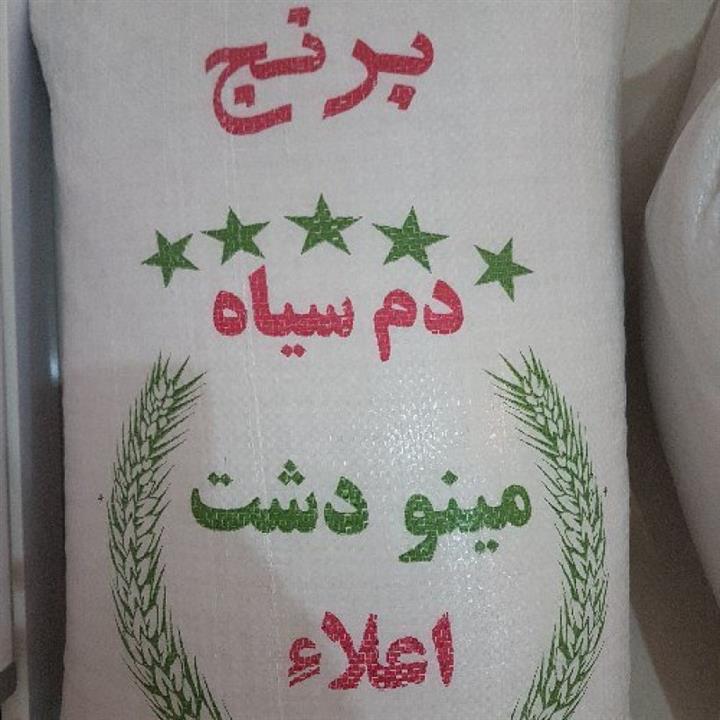 برنج
دم سیاه
مینو دشت
اعلاء